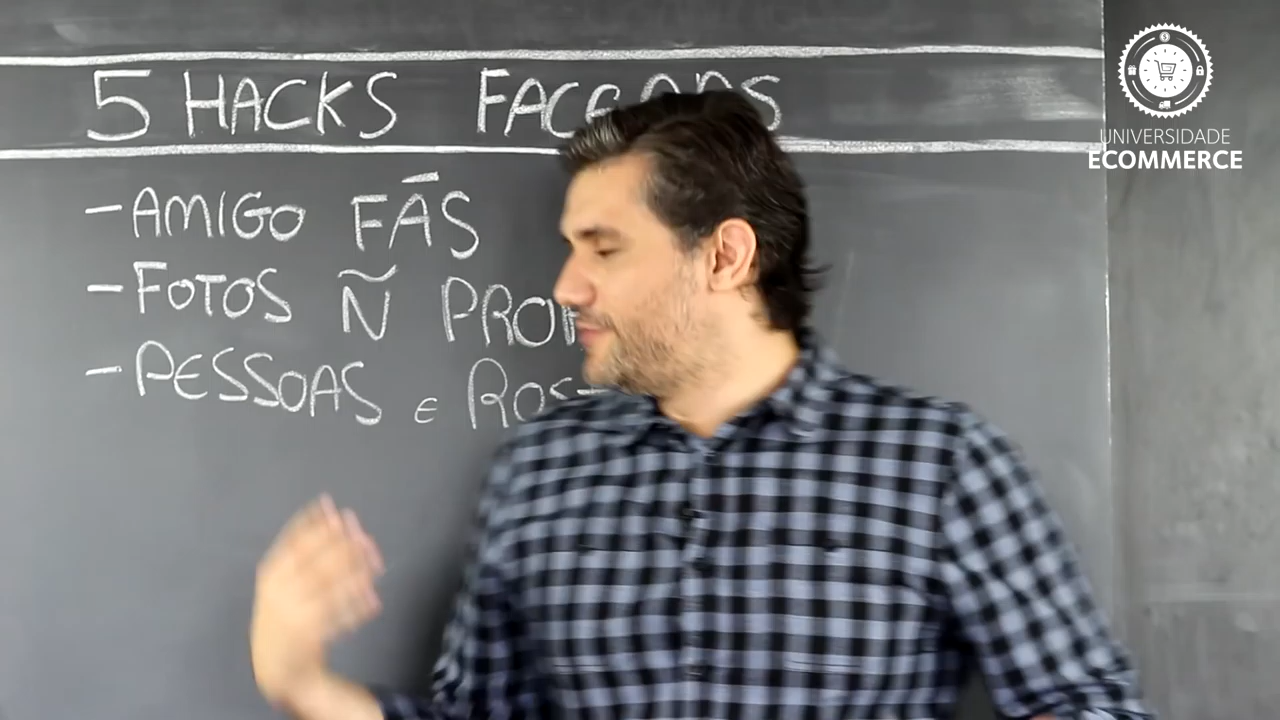 5 HACKS
- AMIGO FÃS
- FOTOS Ñ
- PESSOAS E
UNIVERSIDADE
ECOMMERCE